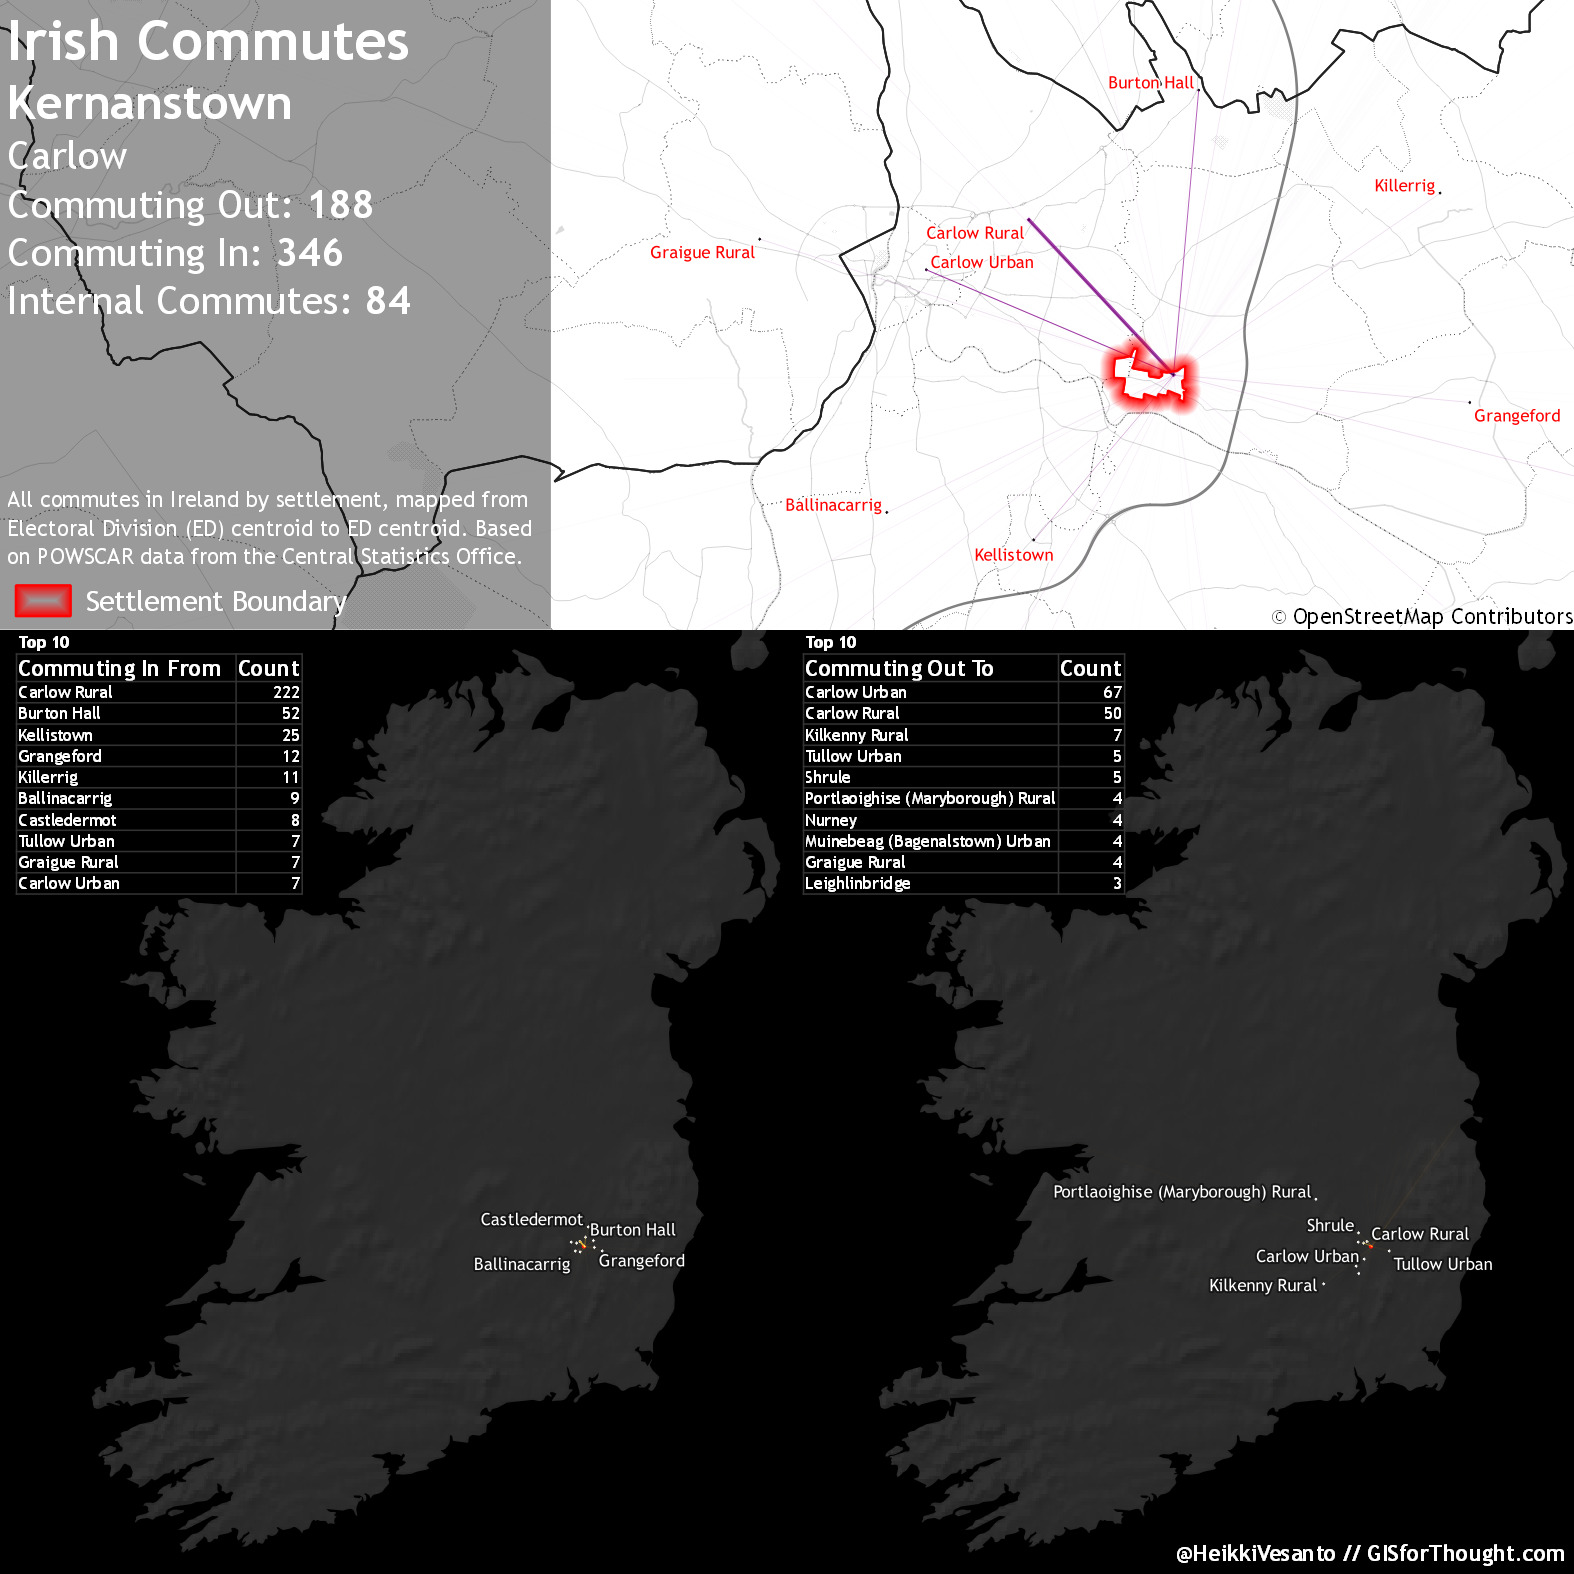 Irish Commutes
Kernanstown
Carlow
Commuting Out: 188
Commuting In: 346
Internal Commutes: 84
All commutes in Ireland by settlement, mapped from
Electoral Division (ED) centroid to ED centroid. Based
on POWSCAR data from the Central Statistics Office.
Settlement Boundary
Burton Hall
Killerrig
Carlow Rural
Graigue Rural
Carlow Urban
Grangeford
Ballinacarrig
Kellistown
© OpenStreetMap Contributors
Top 10
Commuting In From Count
Carlow Rural 222
Burton Hall 52
Kellistown 25
Grangeford 12
Killerrig 11
Ballinacarrig 9
Castledermot 8
Tullow Urban 7
Graigue Rural 7
Carlow Urban 7
Top 10
Commuting Out To Count
Carlow Urban 67
Carlow Rural 50
Kilkenny Rural 7
Tullow Urban 5
Shrule 5
Portlaoighise (Maryborough) Rural 4
Nurney 4
Muinebeag (Bagenalstown) Urban 4
Graigue Rural 4
Leighlinbridge 3
Castledermot
Burton Hall
Ballinacarrig
Grangeford
Portlaoighise (Maryborough) Rural
Shrule
Carlow Rural
Carlow Urban
Tullow Urban
Kilkenny Rural
@HeikkiVesanto // GISforThought.com